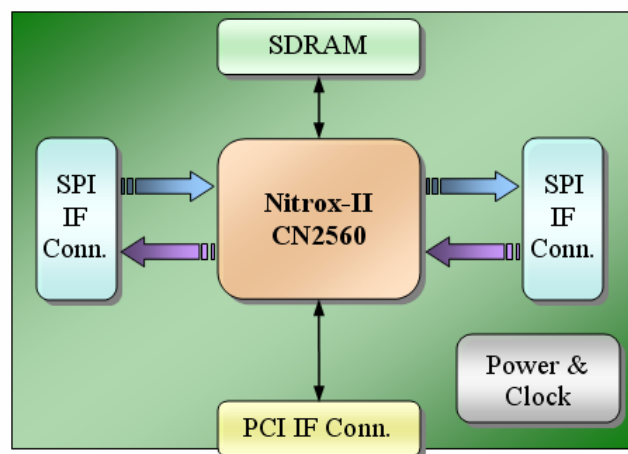 SDRAM
SPI
IF
Conn.
Nitrox-II
CN2560
SPI
IF
Conn.
Power &
Clock
PCI IF Conn.